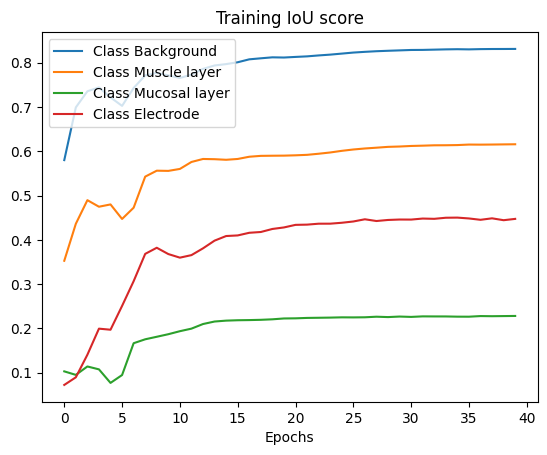 Training IoU score
Class Background
Class Muscle layer
Class Mucosal layer
Class Electrode
0.8
0.7
0.6
0.5
0.4
0.3
0.2
0.1
0 5 10 15 20 25 30 35 40
Epochs